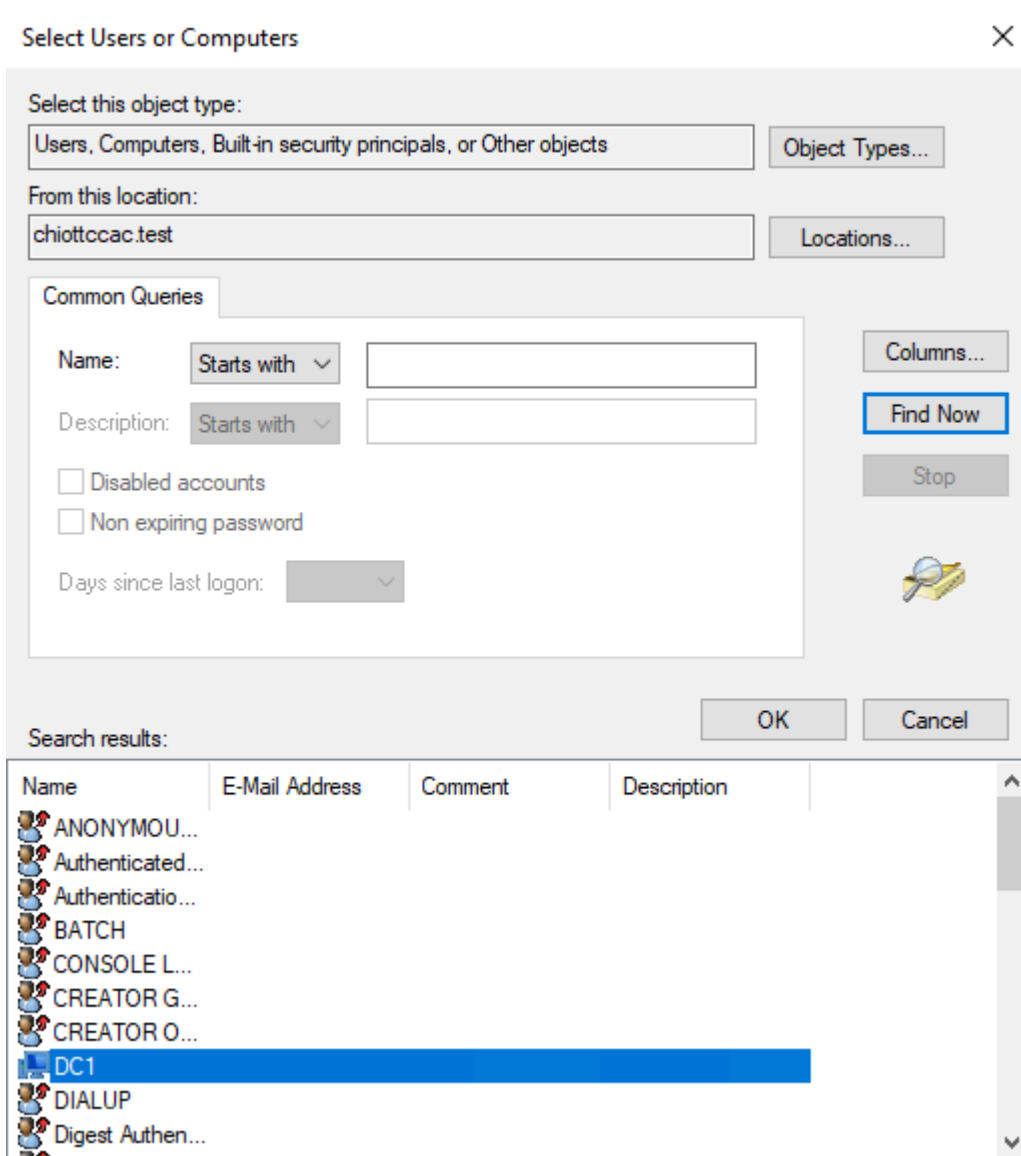 Select Users or Computers
Select this object type:
Users, Computers, Built-in security principals, or Other objects
Object Types...
From this location:
chiottccac.test
Locations...
Common Queries
Name: Starts with
Columns...
Description: Starts with
Find Now
Disabled accounts
Stop
Non expiring password
Days since last logon:
OK Cancel
Search results:
Name E-Mail Address Comment Description
ANONYMOU...
Authenticated...
Authenticatio...
BATCH
CONSOLE L...
CREATOR G...
CREATOR O...
DC1
DIALUP
Digest Authen...